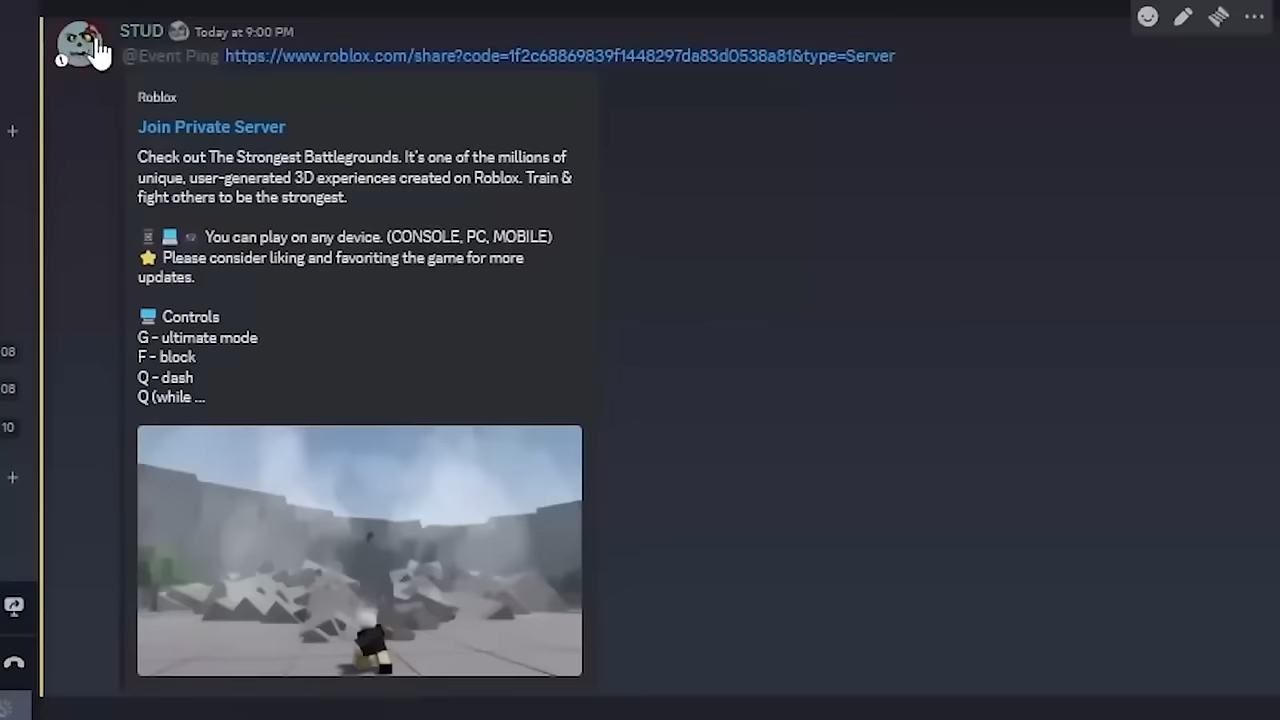 STUD Today at 9:00 PM
@Event Ping https://www.roblox.com/share?code=1f2c68869839f1448297da83d0538a81&type=Server
Roblox
Join Private Server
Check out The Strongest Battlegrounds. It's one of the millions of
unique, user-generated 3D experiences created on Roblox. Train &
fight others to be the strongest.
You can play on any device. (CONSOLE, PC, MOBILE)
Please consider liking and favoriting the game for more
updates.
Controls
G - ultimate mode
F - block
Q - dash
Q (while ...
08
08
10